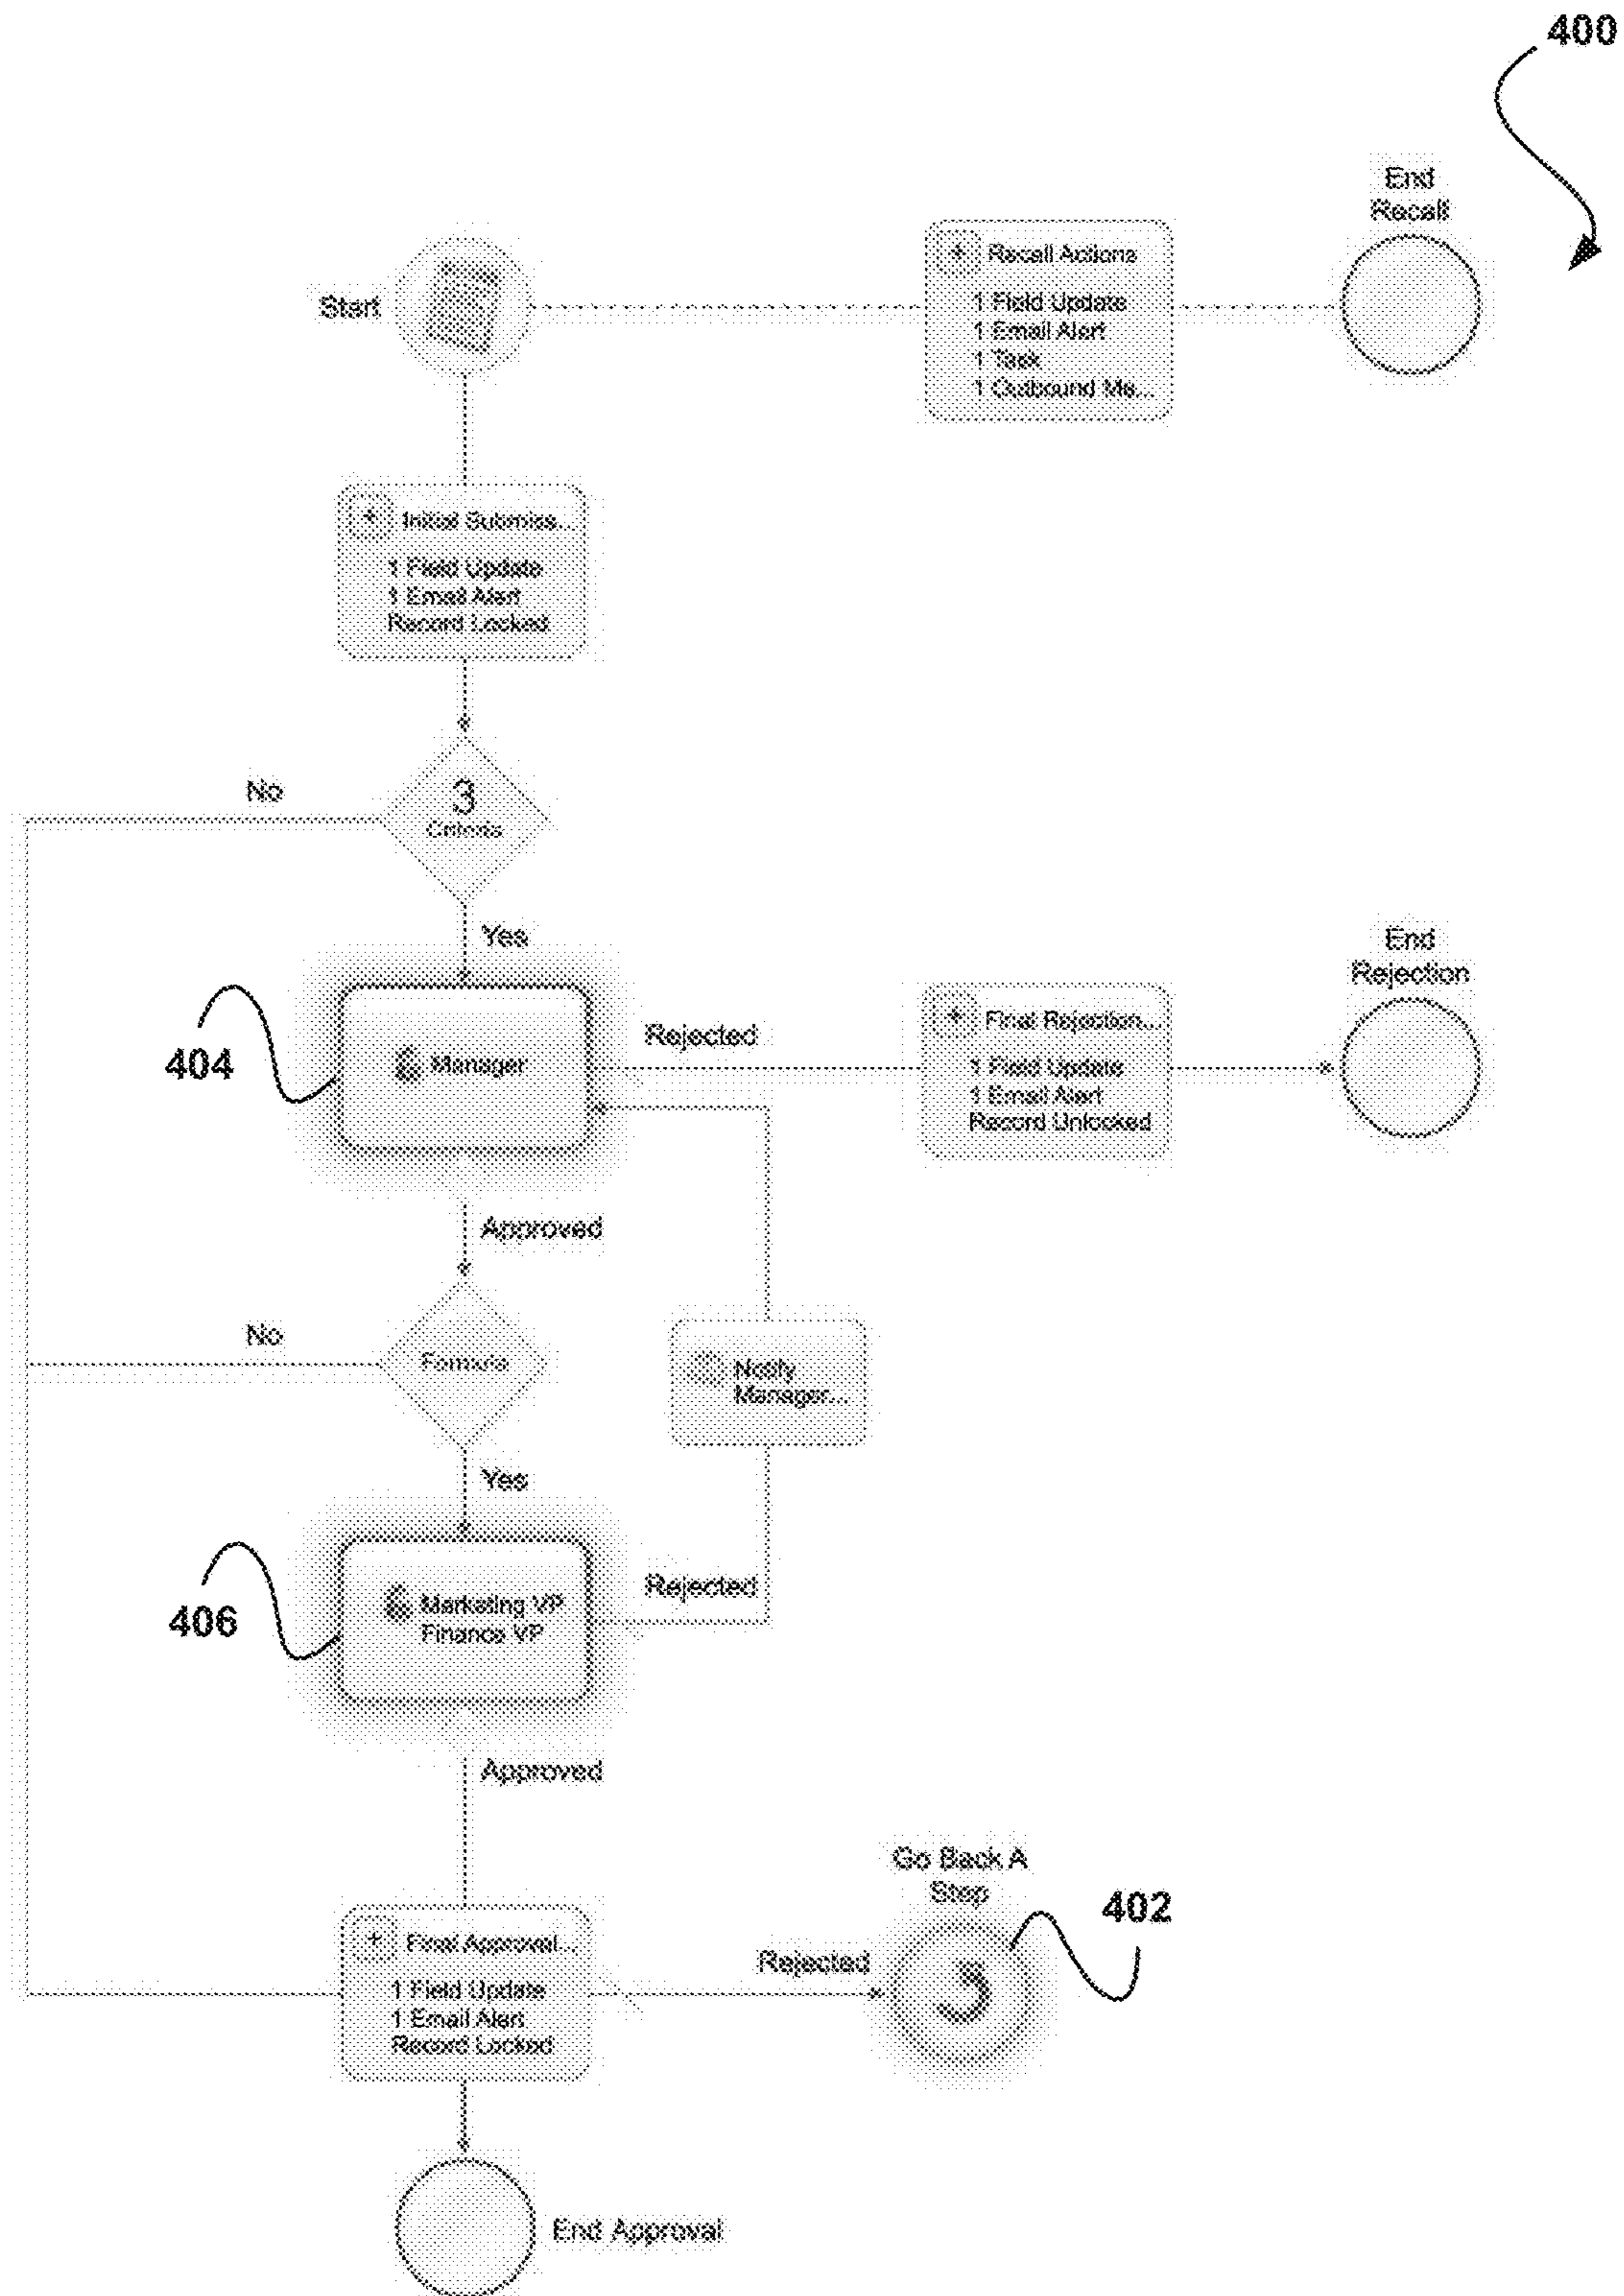 400
End
Recall
Start
+ Recall Actions
1 Field Update
1 Email Alert
1 Task
1 Outbound Me...
+ Initial Submiss...
1 Field Update
1 Email Alert
Record Locked
No
3
Criteria
Yes
End
Rejection
404
Manager
Rejected
+ Final Rejection...
1 Field Update
1 Email Alert
Record Unlocked
Approved
No
Formula
Notify
Manager...
Yes
406
Marketing VP
Finance VP
Rejected
Approved
Go Back A
Step
402
+ Final Approval...
1 Field Update
1 Email Alert
Record Locked
Rejected
End Approval